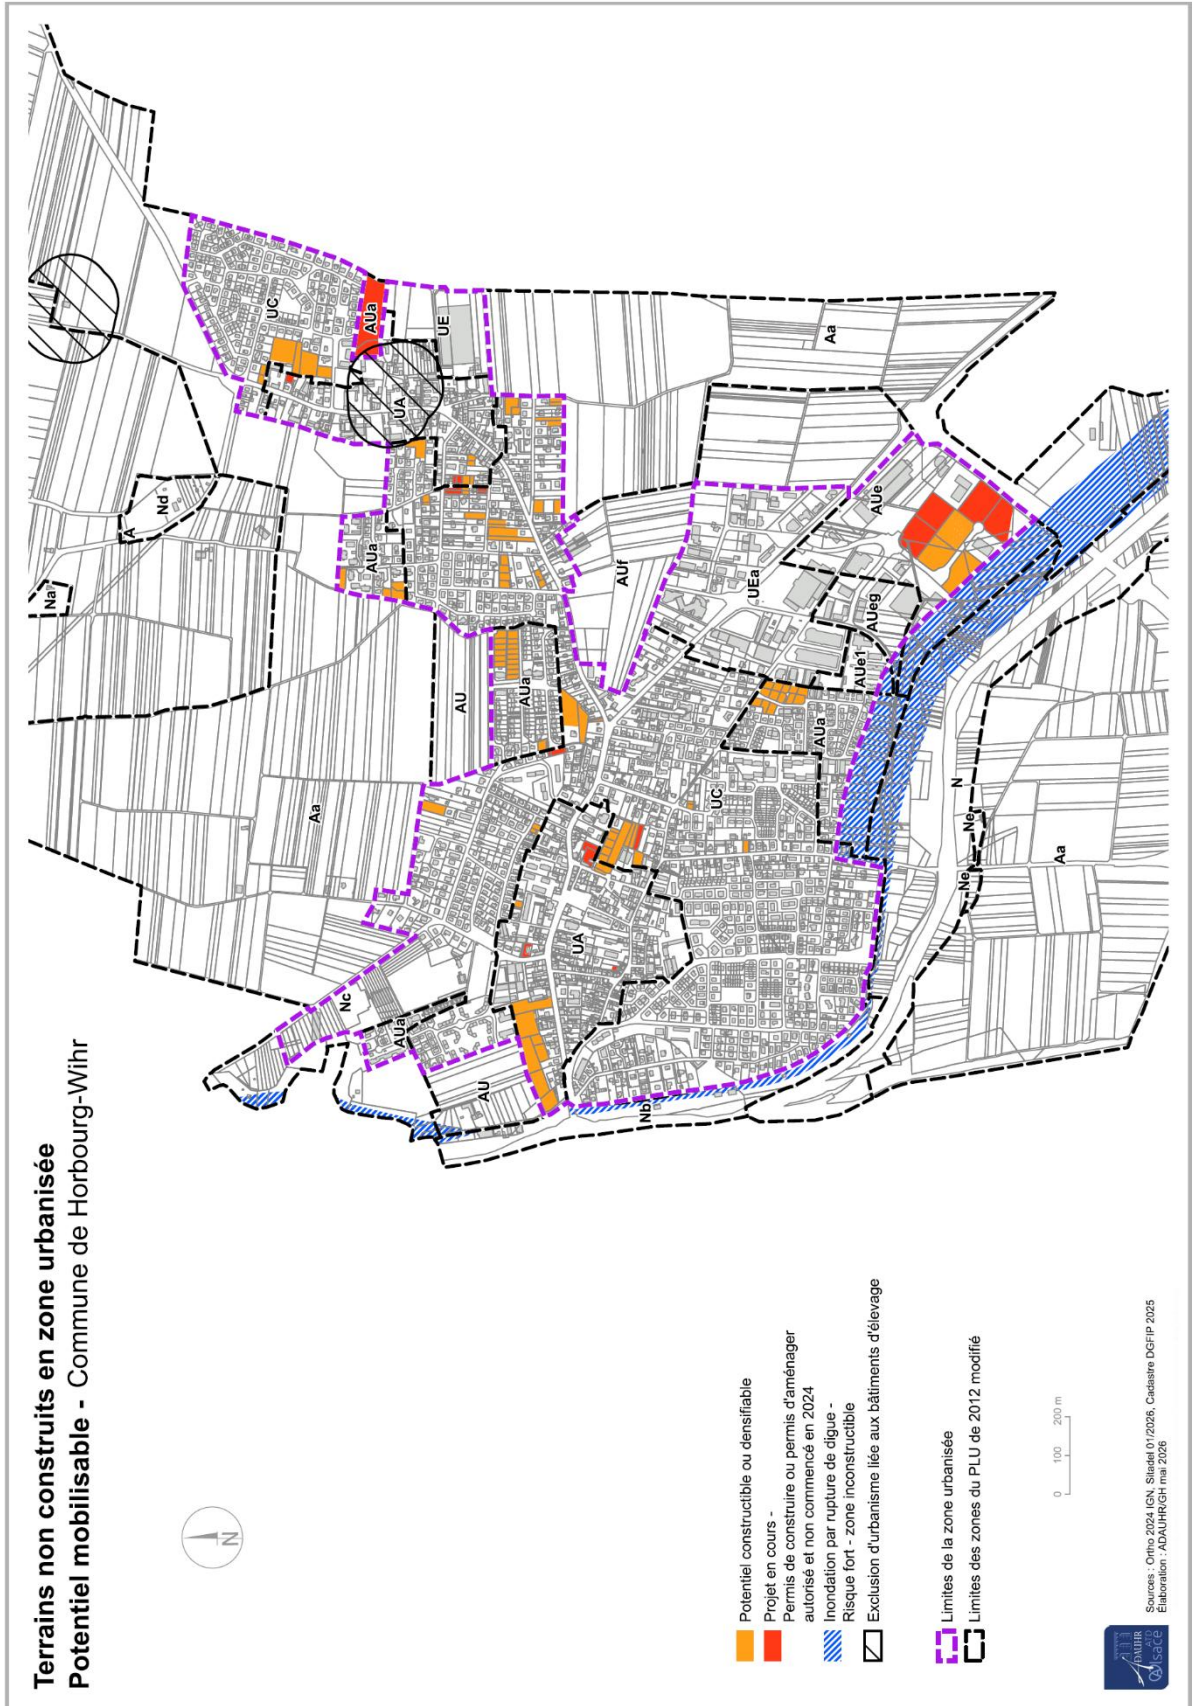 Terrains non construits en zone urbanisée
Potentiel mobilisable - Commune de Horbourg-Wihr
N
Potentiel constructible ou densifiable
Projet en cours -
Permis de construire ou permis d'aménager
autorisé et non commencé en 2024
Inondation par rupture de digue -
Risque fort - zone inconstructible
Exclusion d'urbanisme liée aux bâtiments d'élevage
Limites de la zone urbanisée
Limites des zones du PLU de 2012 modifié
0 100 200 m
Sources : Ortho 2024 IGN, Sitadel 01/2026, Cadastre DGFIP 2025
Élaboration : ADAUHR/GH mai 2026
ADAUHR
ATD
Alsace
Na
A
Nd
UC
AUa
UE
UA
AUa
Aa
AU
AUa
AUf
UEa
AUe
AUeg
AUe1
AUa
Aa
Nc
AUa
AU
UA
UC
Nb
N
Ne
Ne
Aa